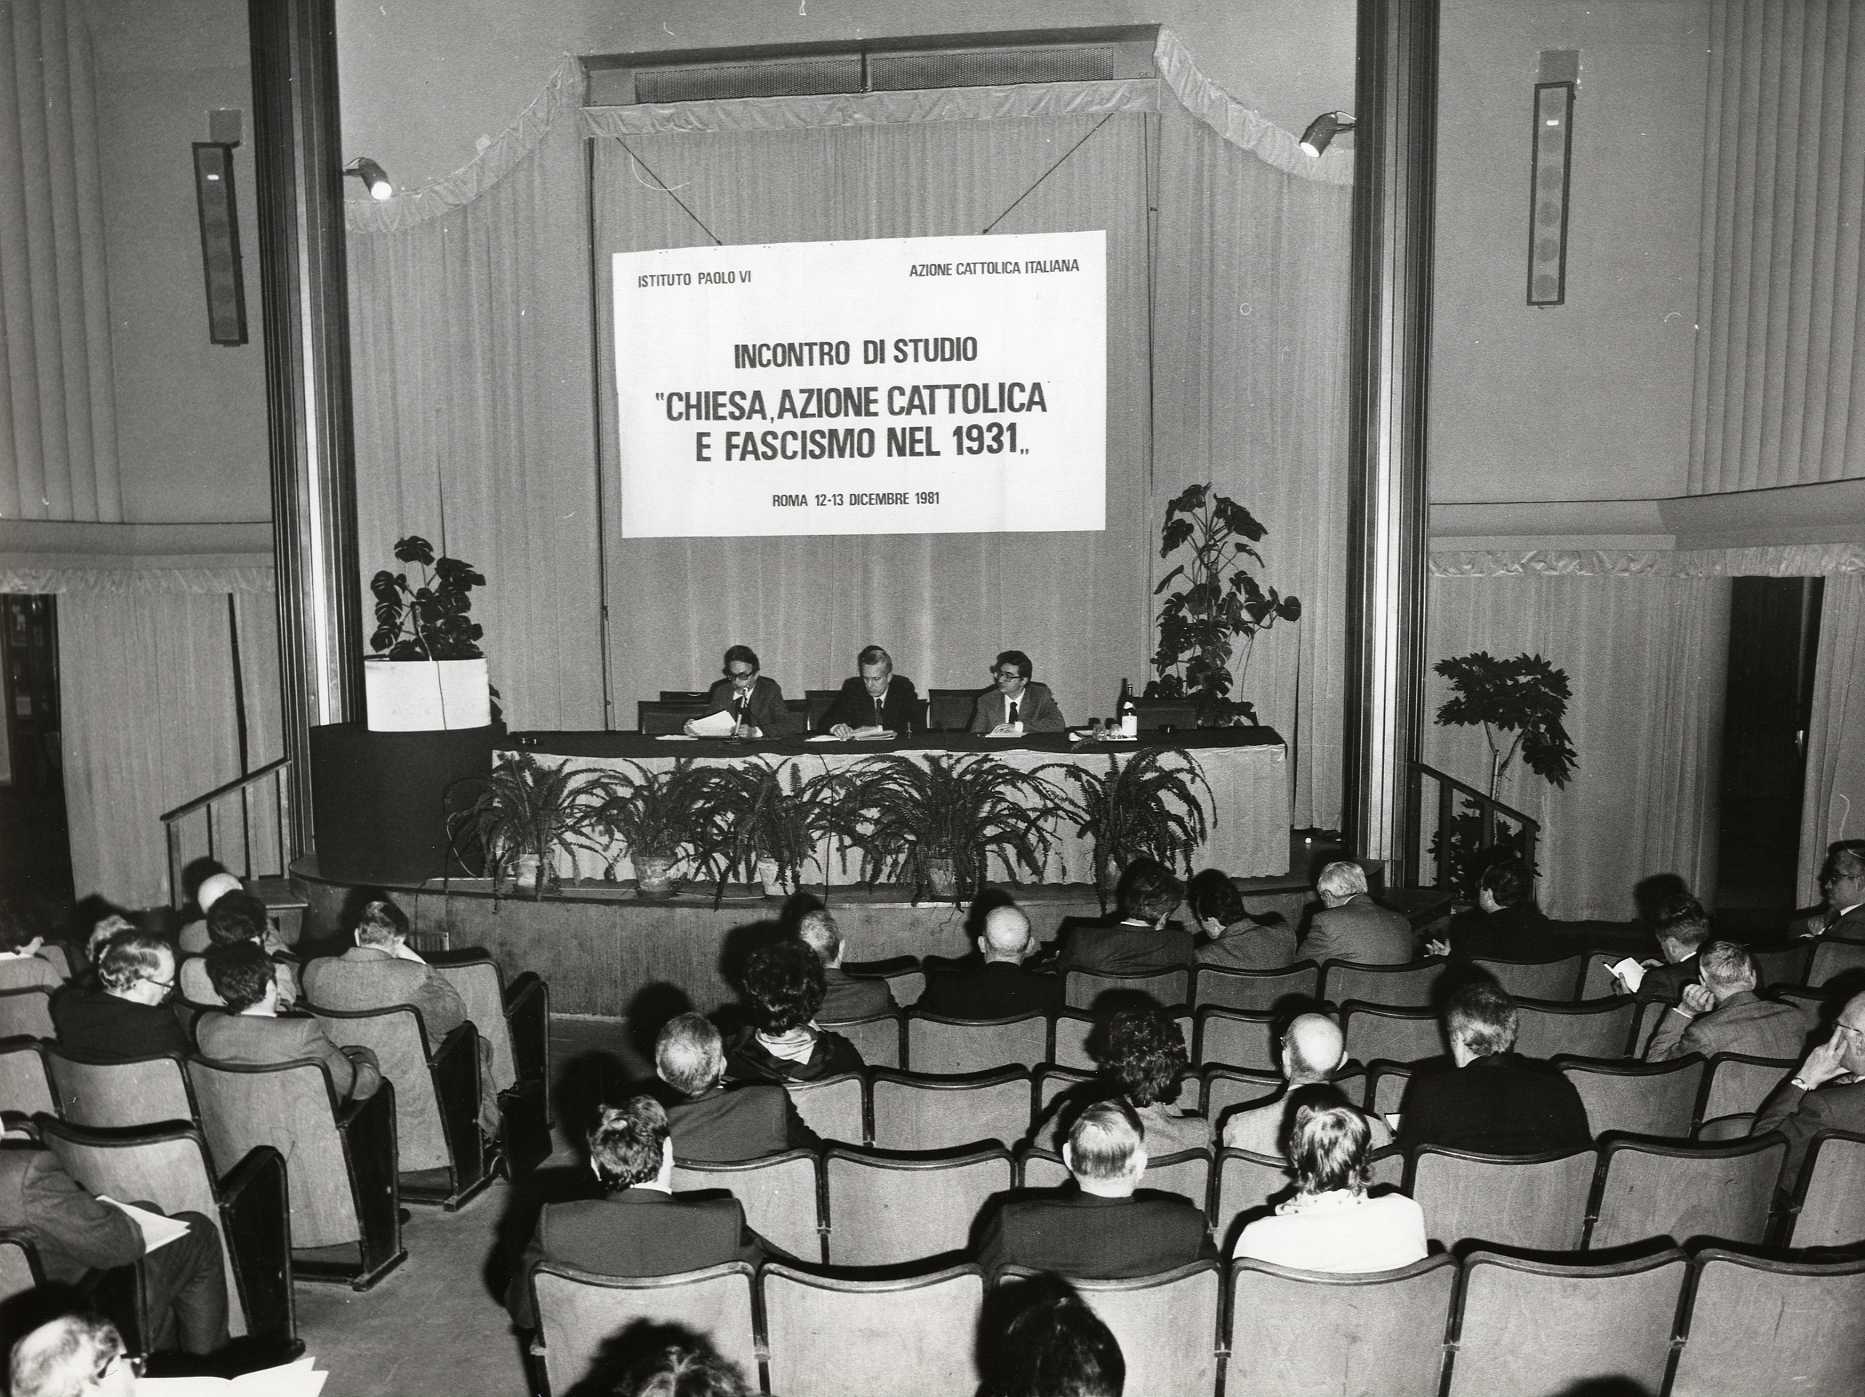 ISTITUTO PAOLO VI
AZIONE CATTOLICA ITALIANA
INCONTRO DI STUDIO
"CHIESA, AZIONE CATTOLICA
E FASCISMO NEL 1931„
ROMA 12-13 DICEMBRE 1981